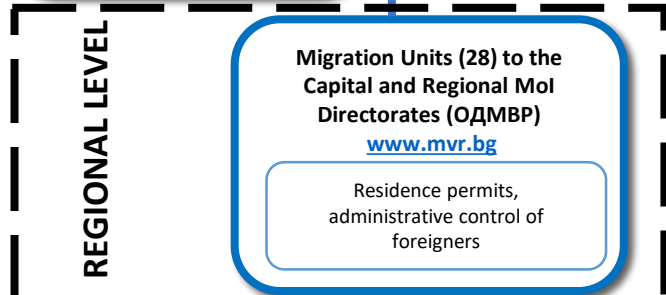 REGIONAL LEVEL
Migration Units (28) to the
Capital and Regional MoI
Directorates (ОДМВР)
www.mvr.bg
Residence permits,
administrative control of
foreigners